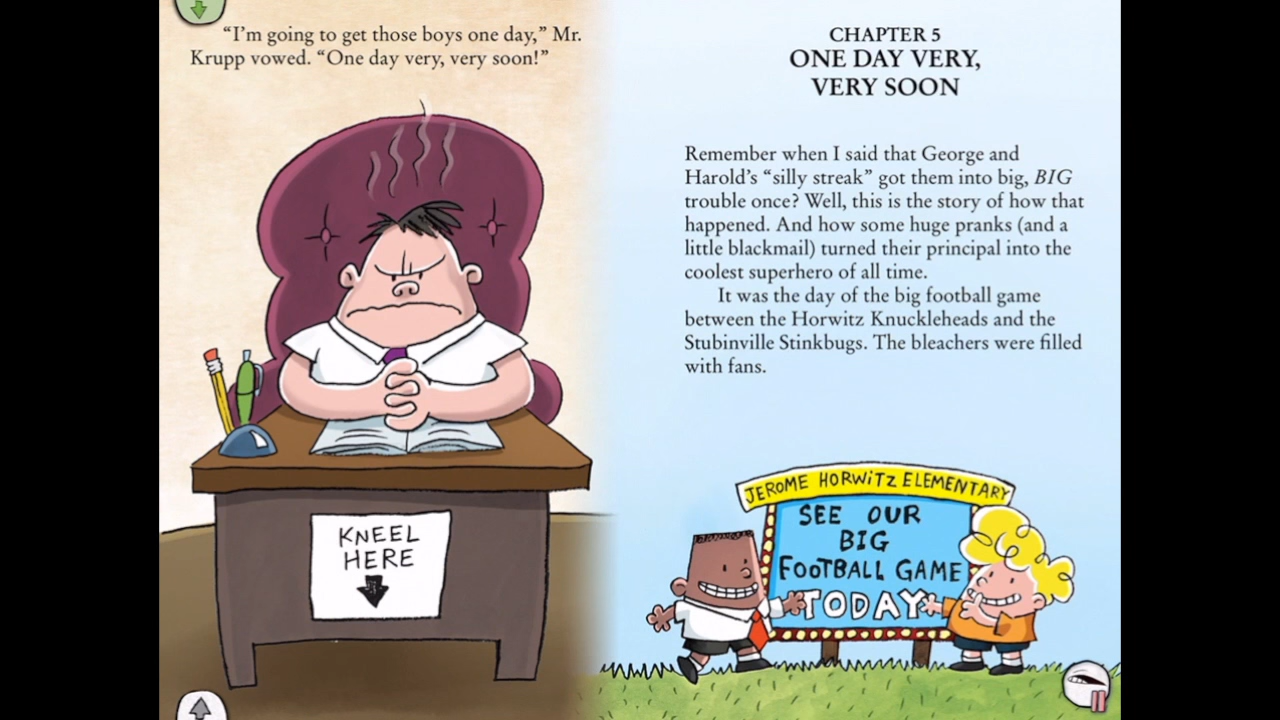 “I’m going to get those boys one day,” Mr.
Krupp vowed. “One day very, very soon!”
KNEEL
HERE
CHAPTER 5
ONE DAY VERY,
VERY SOON
Remember when I said that George and
Harold’s “silly streak” got them into big, BIG
trouble once? Well, this is the story of how that
happened. And how some huge pranks (and a
little blackmail) turned their principal into the
coolest superhero of all time.
It was the day of the big football game
between the Horwitz Knuckleheads and the
Stubinville Stinkbugs. The bleachers were filled
with fans.
JEROME HORWITZ ELEMENTARY
SEE OUR
BIG
FOOTBALL GAME
TODAY